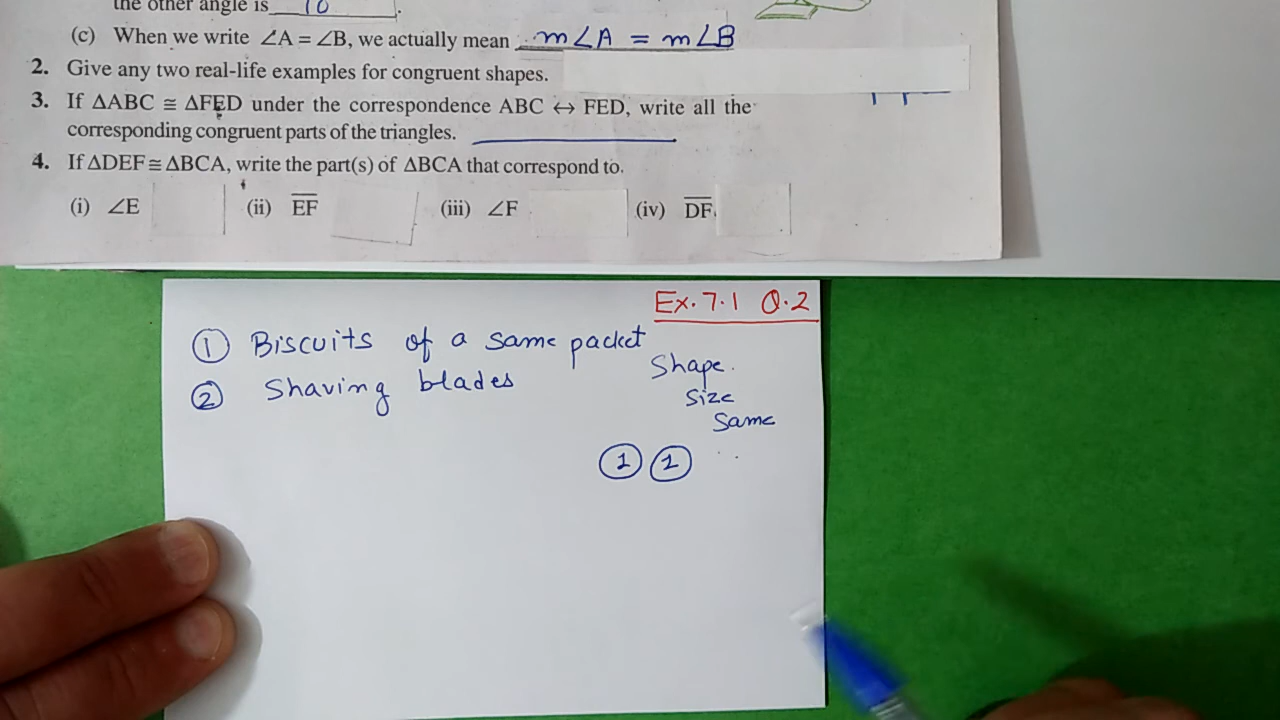 the other angle is 10.
(c) When we write ∠A = ∠B, we actually mean m∠A = m∠B
2. Give any two real-life examples for congruent shapes.
3. If ΔABC ≅ ΔFED under the correspondence ABC ↔ FED, write all the
corresponding congruent parts of the triangles.
4. If ΔDEF ≅ ΔBCA, write the part(s) of ΔBCA that correspond to.
(i) ∠E (ii) E̅F̅ (iii) ∠F (iv) D̅F̅
Ex. 7.1 Q.2
① Biscuits of a same packet
Shape.
② Shaving blades
Size
Same
① ①